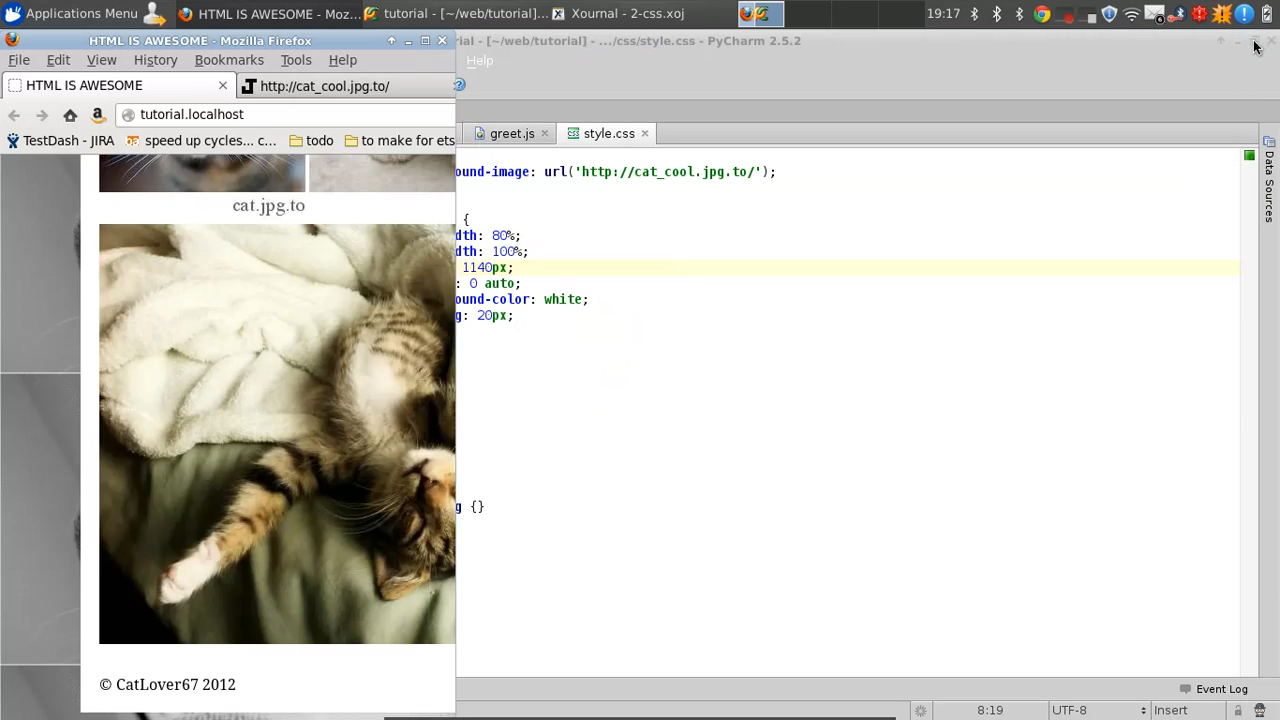 Applications Menu
HTML IS AWESOME - Moz...
tutorial - [~/web/tutorial]...
Xournal - 2-css.xoj
19:17
HTML IS AWESOME - Mozilla Firefox
rial - [~/web/tutorial] - .../css/style.css - PyCharm 2.5.2
File Edit View History Bookmarks Tools Help
Help
HTML IS AWESOME
http://cat_cool.jpg.to/
tutorial.localhost
greet.js
style.css
TestDash - JIRA
speed up cycles... c...
todo
to make for ets
ound-image: url('http://cat_cool.jpg.to/');
cat.jpg.to
{
dth: 80%;
dth: 100%;
1140px;
: 0 auto;
ound-color: white;
g: 20px;
g {}
Data Sources
© CatLover67 2012
Event Log
8:19
UTF-8
Insert